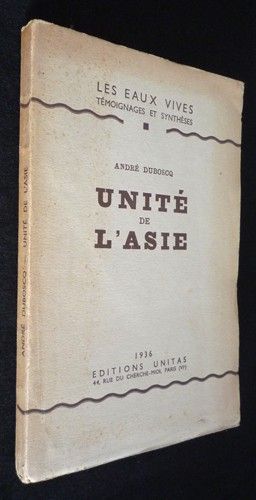 LES EAUX VIVES
TÉMOIGNAGES ET SYNTHÈSES
ANDRÉ DUBOSCQ
UNITÉ
DE
L'ASIE
1936
EDITIONS UNITAS
44, RUE DU CHERCHE-MIDI, PARIS (VIᵉ)
ANDRÉ DUBOSCQ — UNITÉ DE L'ASIE